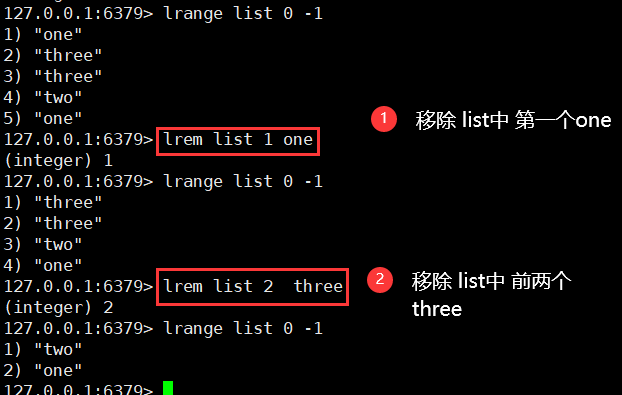 127.0.0.1:6379> lrange list 0 -1
1) "one"
2) "three"
3) "three"
4) "two"
5) "one"
127.0.0.1:6379> lrem list 1 one
1 移除 list中 第一个one
(integer) 1
127.0.0.1:6379> lrange list 0 -1
1) "three"
2) "three"
3) "two"
4) "one"
127.0.0.1:6379> lrem list 2  three
2 移除 list中 前两个
three
(integer) 2
127.0.0.1:6379> lrange list 0 -1
1) "two"
2) "one"
127.0.0.1:6379>